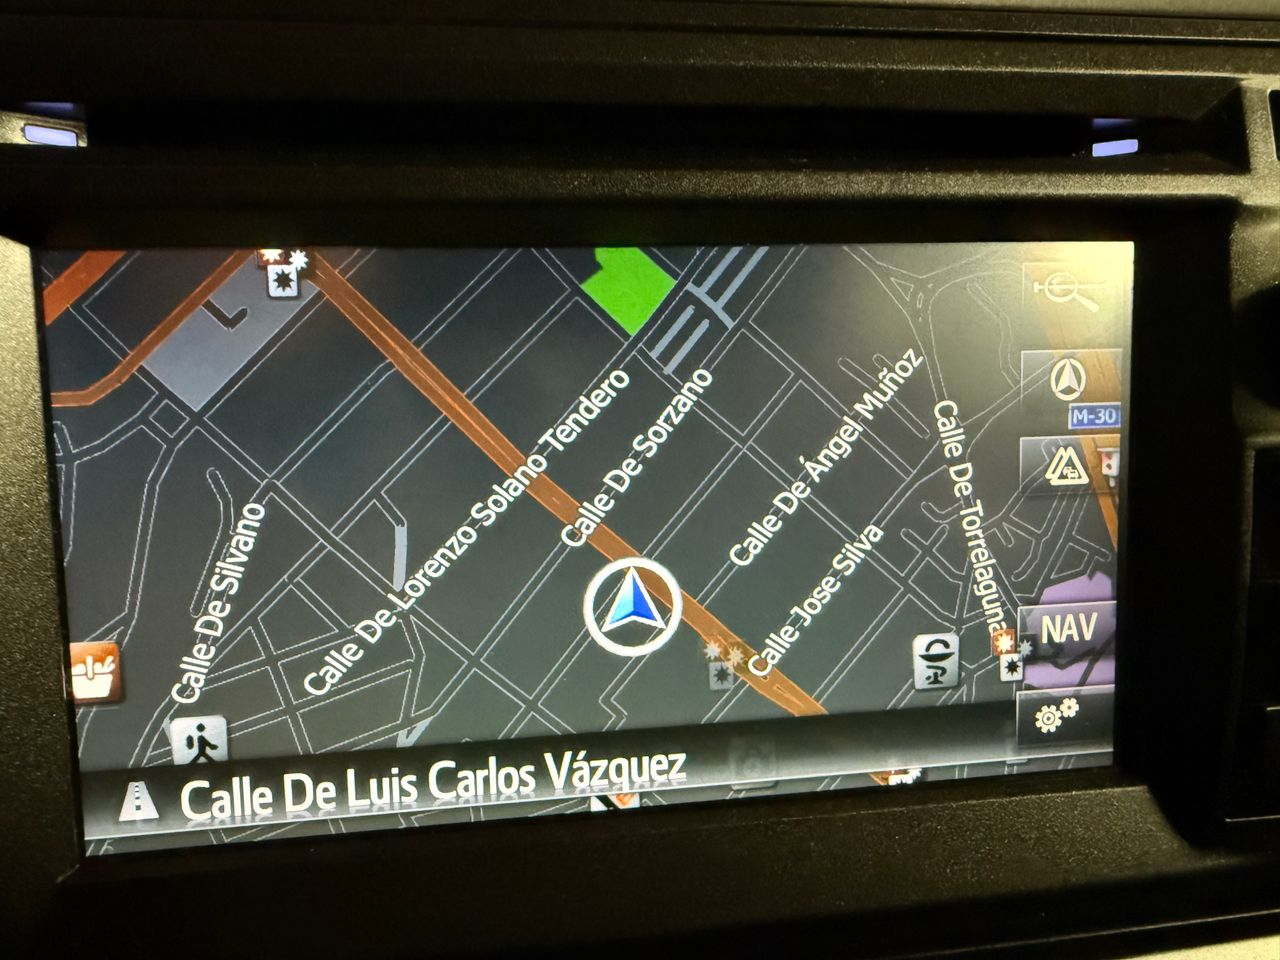 Calle De Lorenzo Solano Tendero
Calle De Sorzano
Calle De Ángel Muñoz
Calle De Torrelaguna
M-30
Calle De Silvano
Calle Jose Silva
NAV
Calle De Luis Carlos Vázquez